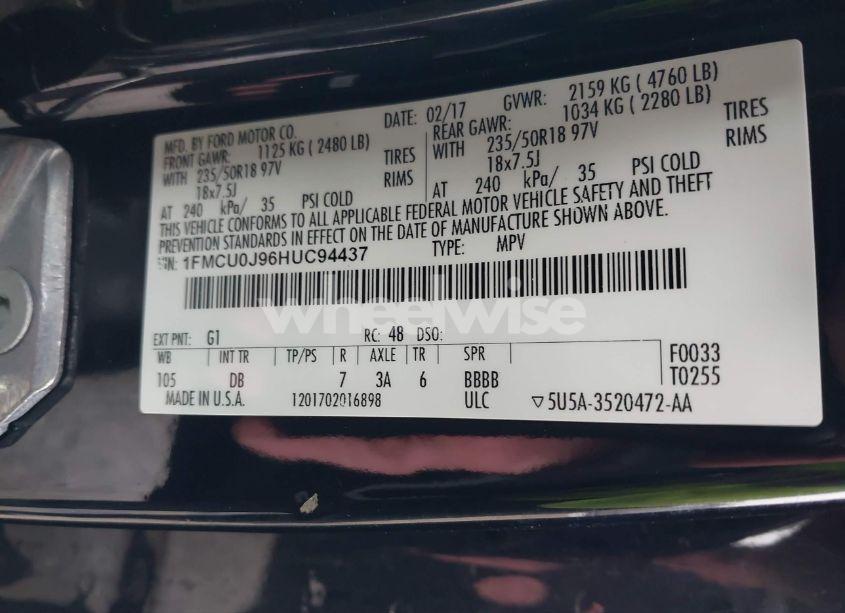 MFD. BY FORD MOTOR CO.
DATE: 02/17 GVWR: 2159 KG ( 4760 LB)
FRONT GAWR: 1125 KG ( 2480 LB)
REAR GAWR: 1034 KG ( 2280 LB)
WITH 235/50R18 97V TIRES
WITH 235/50R18 97V TIRES
18x7.5J RIMS
18x7.5J RIMS
AT 240 kPa/ 35 PSI COLD
AT 240 kPa/ 35 PSI COLD
THIS VEHICLE CONFORMS TO ALL APPLICABLE FEDERAL MOTOR VEHICLE SAFETY AND THEFT
PREVENTION STANDARDS IN EFFECT ON THE DATE OF MANUFACTURE SHOWN ABOVE.
VIN: 1FMCU0J96HUC94437 TYPE: MPV
wheelwise
EXT PNT: G1 RC: 48 DSO:
WB INT TR TP/PS R AXLE TR SPR F0033
105 DB 7 3A 6 BBBB T0255
MADE IN U.S.A. 1201702016898 ULC ▽5U5A-3520472-AA